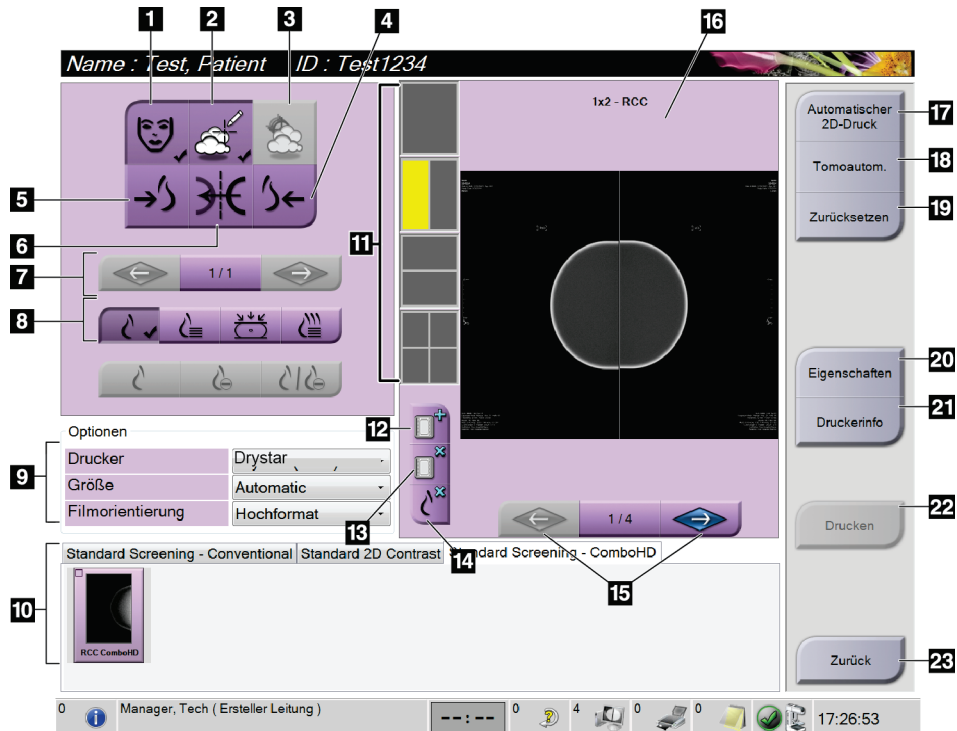 1
2
3
4
16
Name : Test, Patient ID : Test1234
1x2 - RCC
Automatischer
2D-Druck
17
Tomoautom.
18
Zurücksetzen
19
5
6
11
7
1/1
8
Eigenschaften
20
Druckerinfo
21
Optionen
12
9
Drucker
Drystar
Größe
Automatic
Filmorientierung
Hochformat
13
14
1/4
15
Drucken
22
10
Standard Screening - Conventional
Standard 2D Contrast
Screening - ComboHD
RCC ComboHD
Zurück
23
0
Manager, Tech ( Ersteller Leitung )
--:--
0
4
0
0
17:26:53